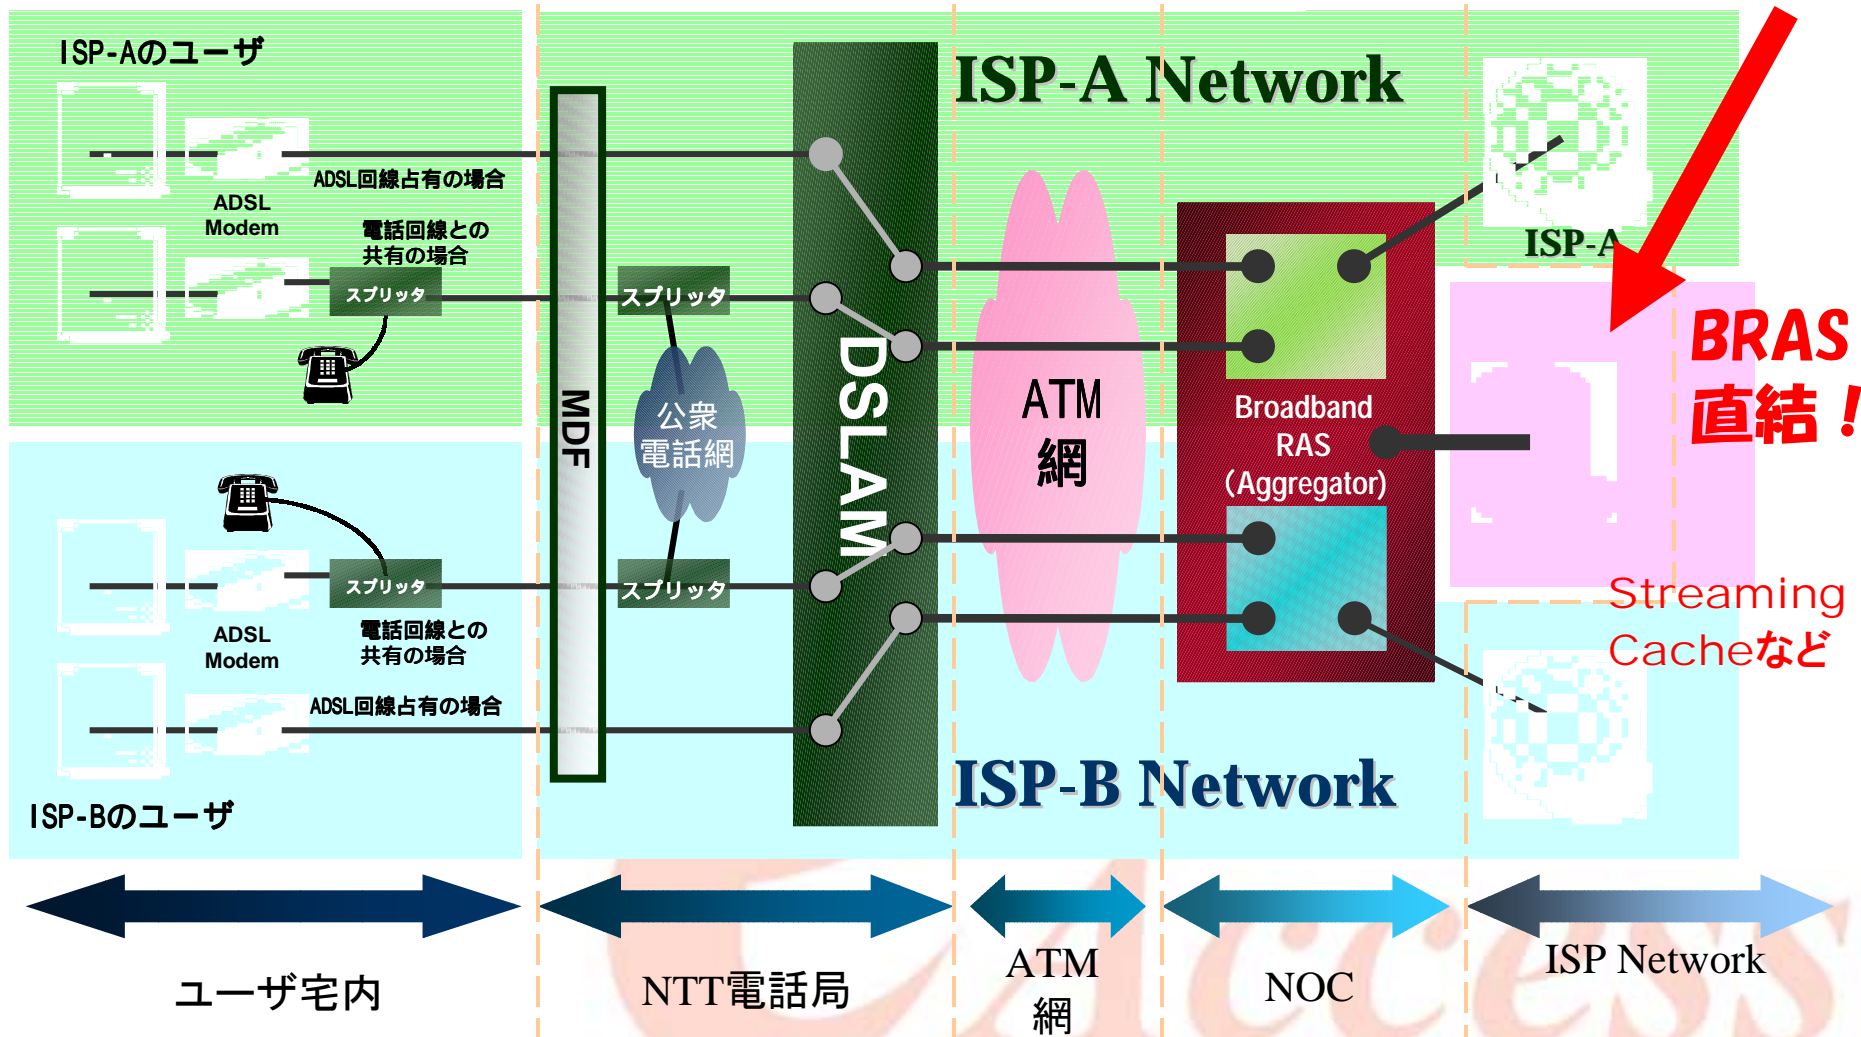 ISP-Aのユーザ
ISP-A Network
ADSL回線占有の場合
ADSL
Modem
電話回線との
共有の場合
ISP-A
スプリッタ
スプリッタ
BRAS
直結！
DSLAM
MDF
公衆
電話網
ATM
網
Broadband
RAS
(Aggregator)
スプリッタ
スプリッタ
Streaming
Cacheなど
ADSL
Modem
電話回線との
共有の場合
ADSL回線占有の場合
ISP-B Network
ISP-Bのユーザ
ユーザ宅内
NTT電話局
ATM
網
NOC
ISP Network
Access